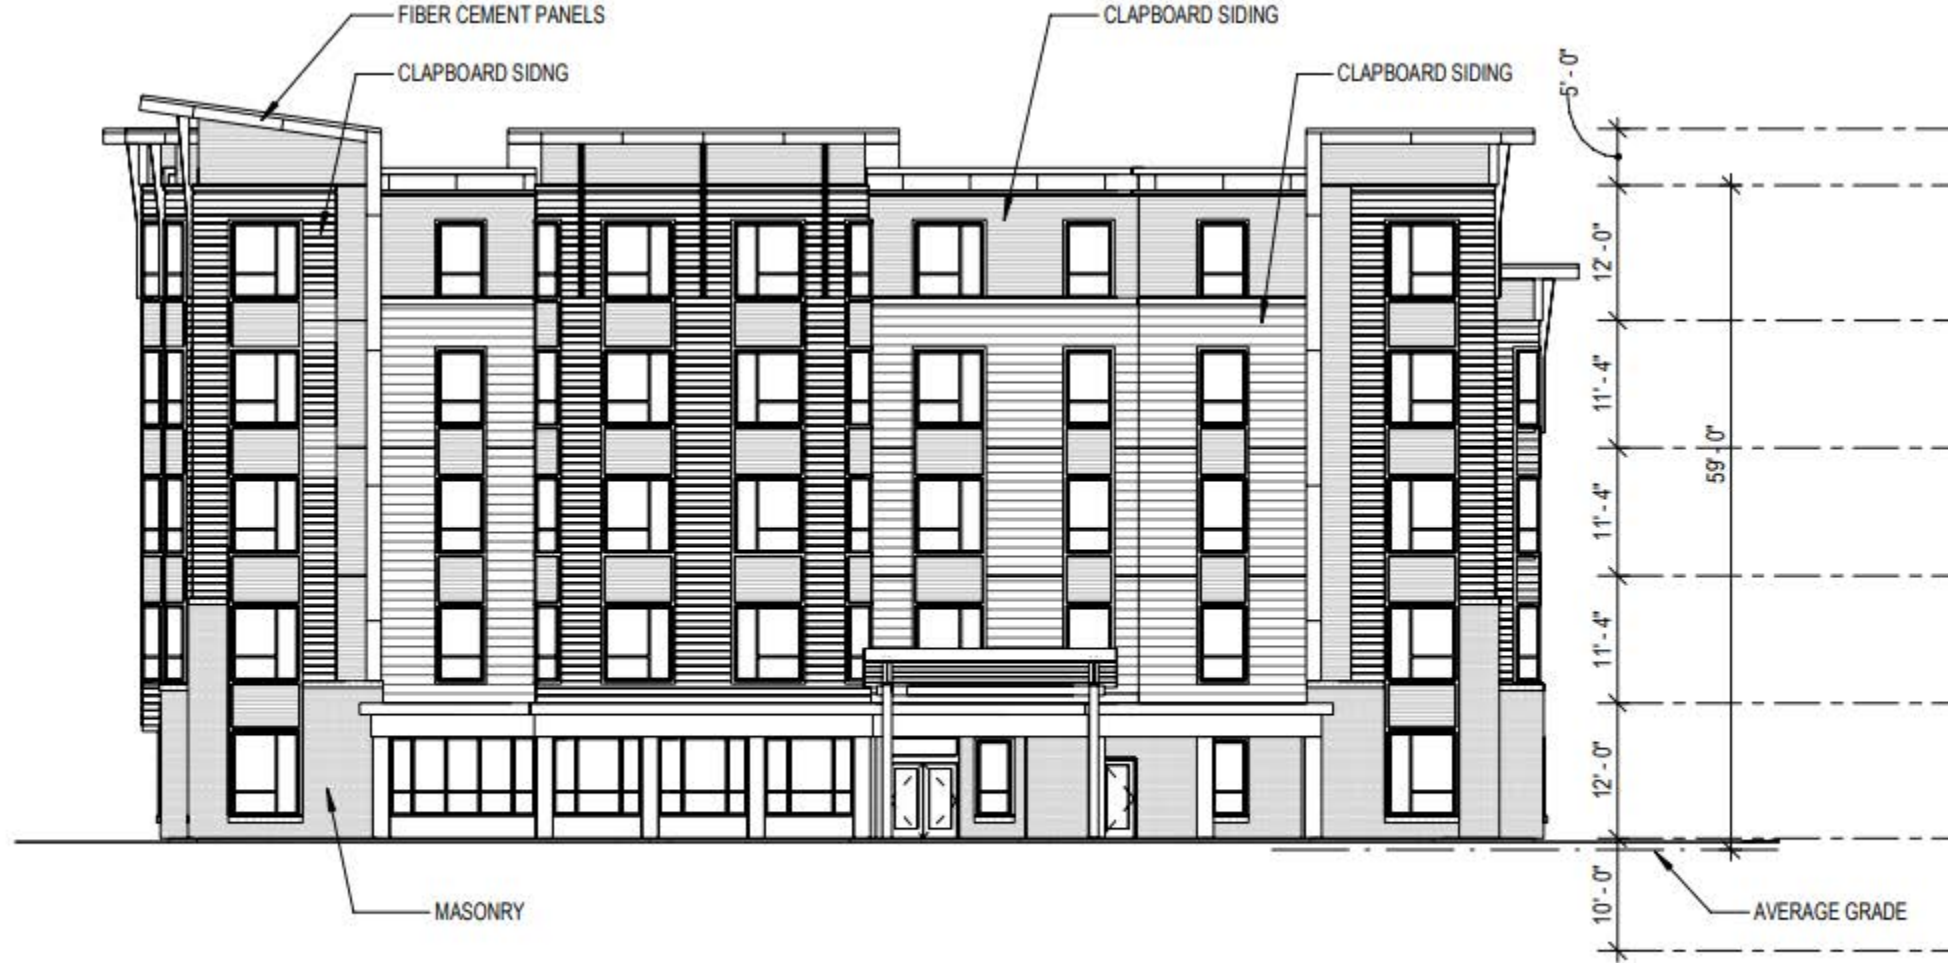 FIBER CEMENT PANELS
CLAPBOARD SIDING
CLAPBOARD SIDNG
CLAPBOARD SIDING
5' - 0"
12' - 0"
11' - 4"
59' - 0"
11' - 4"
11' - 4"
12' - 0"
10' - 0"
MASONRY
AVERAGE GRADE